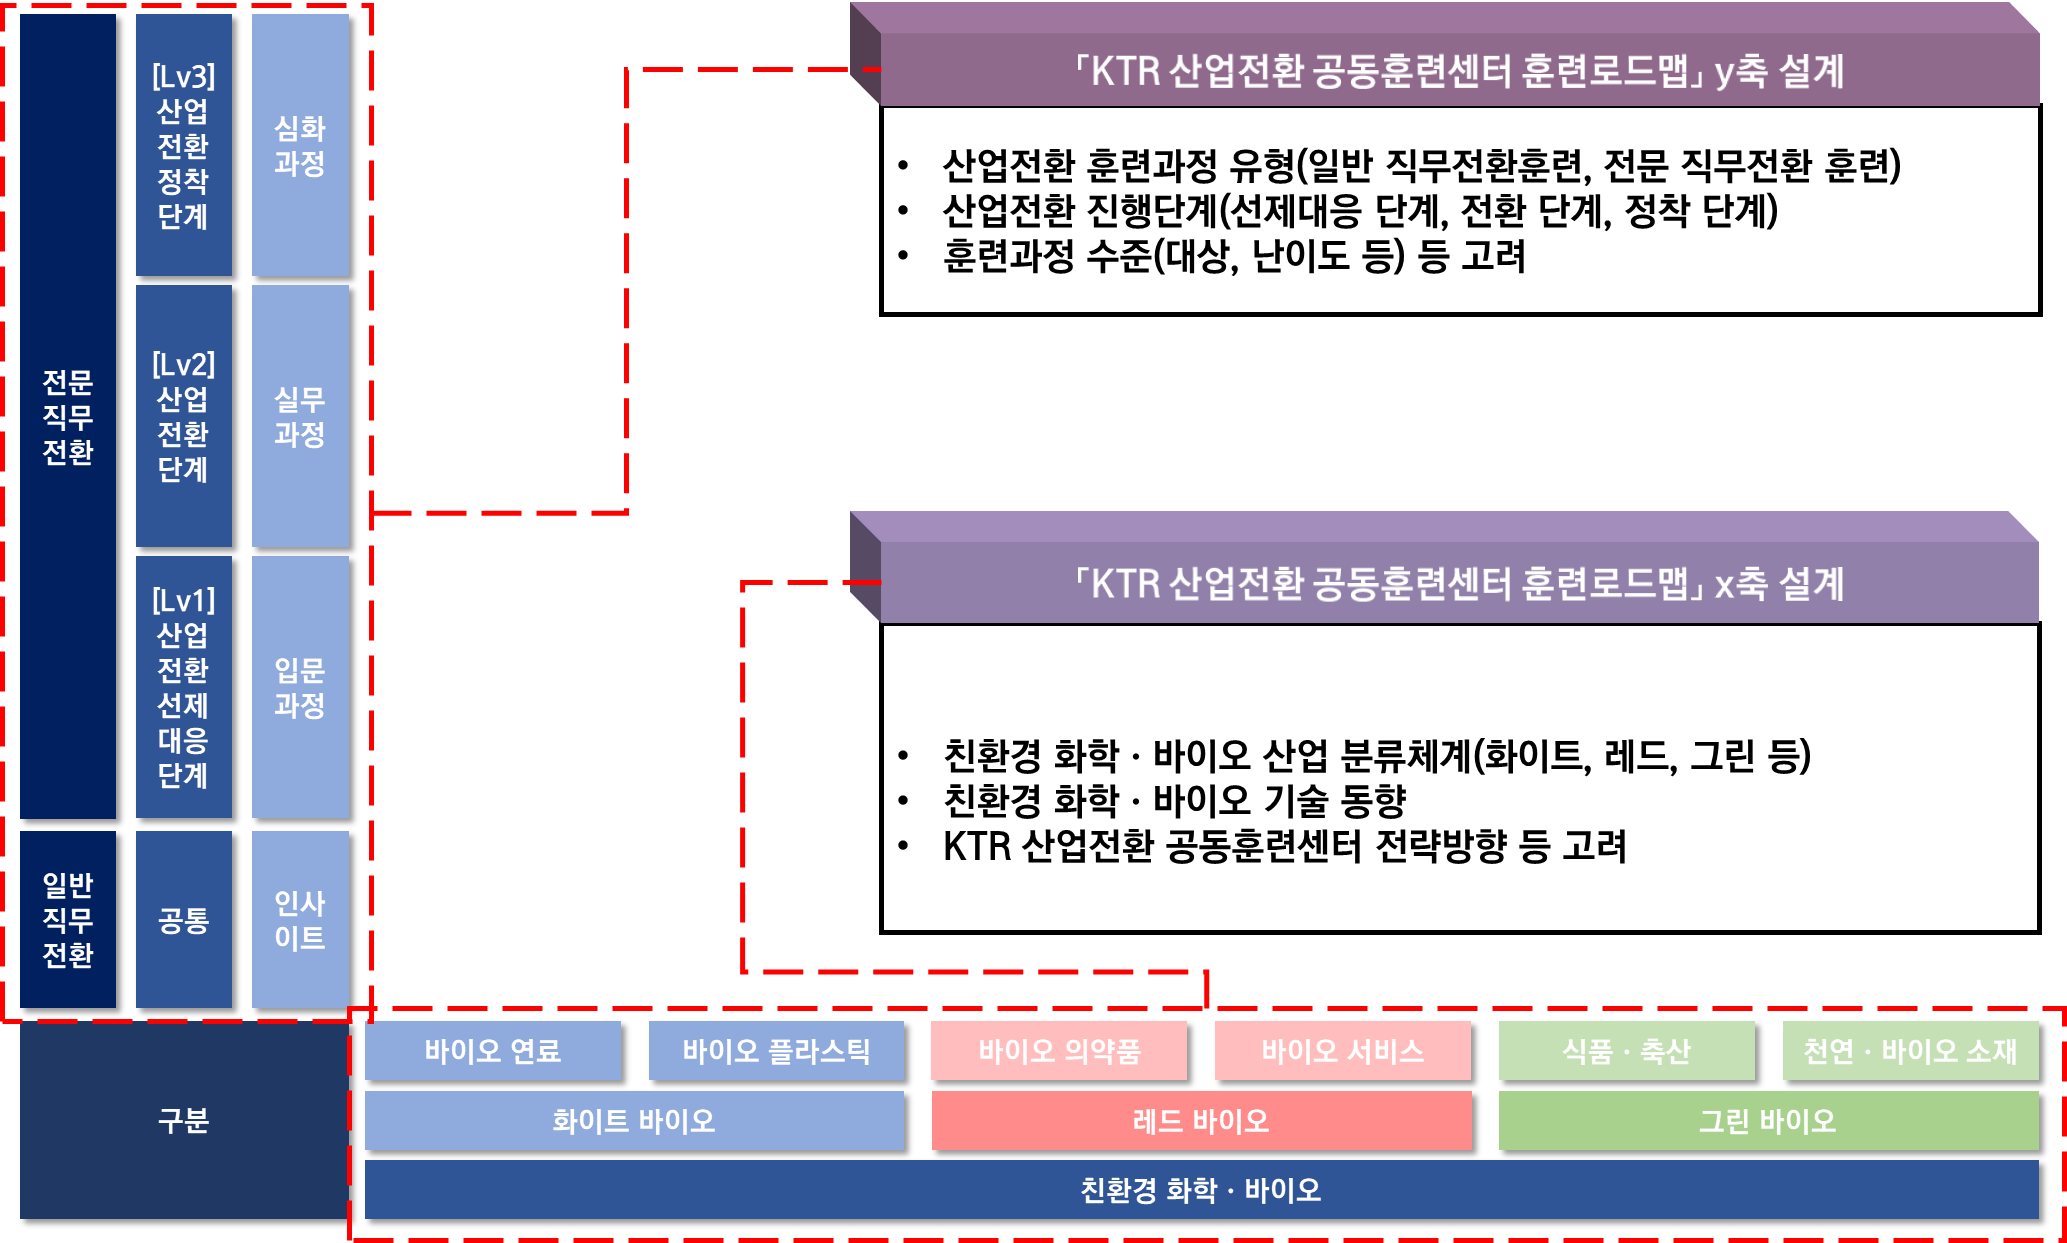 [Lv3]
산업
전환
정착
단계
심화
과정
[Lv2]
산업
전환
단계
실무
과정
전문
직무
전환
[Lv1]
산업
전환
선제
대응
단계
입문
과정
일반
직무
전환
공통
인사
이트
구분
「KTR 산업전환 공동훈련센터 훈련로드맵」 y축 설계
• 산업전환 훈련과정 유형(일반 직무전환훈련, 전문 직무전환 훈련)
• 산업전환 진행단계(선제대응 단계, 전환 단계, 정착 단계)
• 훈련과정 수준(대상, 난이도 등) 등 고려
「KTR 산업전환 공동훈련센터 훈련로드맵」 x축 설계
• 친환경 화학 · 바이오 산업 분류체계(화이트, 레드, 그린 등)
• 친환경 화학 · 바이오 기술 동향
• KTR 산업전환 공동훈련센터 전략방향 등 고려
바이오 연료
바이오 플라스틱
바이오 의약품
바이오 서비스
식품 · 축산
천연 · 바이오 소재
화이트 바이오
레드 바이오
그린 바이오
친환경 화학 · 바이오